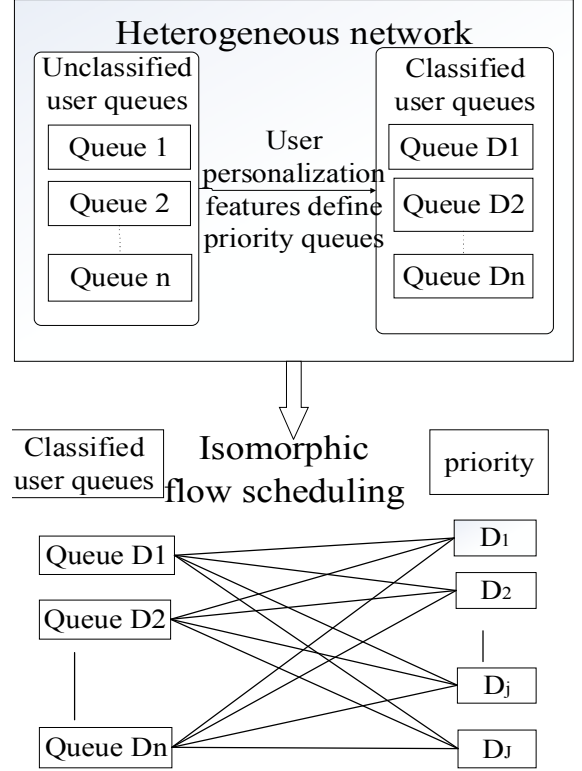 Heterogeneous network
Unclassified
user queues
Queue 1
Queue 2
Queue n
User
personalization
features define
priority queues
Classified
user queues
Queue D1
Queue D2
Queue Dn
Classified
user queues
Isomorphic
flow scheduling
priority
Queue D1
Queue D2
Queue Dn
D1
D2
Dj
DJ